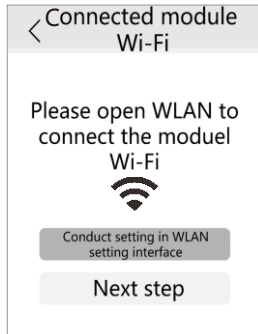 Connected module
Wi-Fi
Please open WLAN to
connect the moduel
Wi-Fi
Conduct setting in WLAN
setting interface
Next step